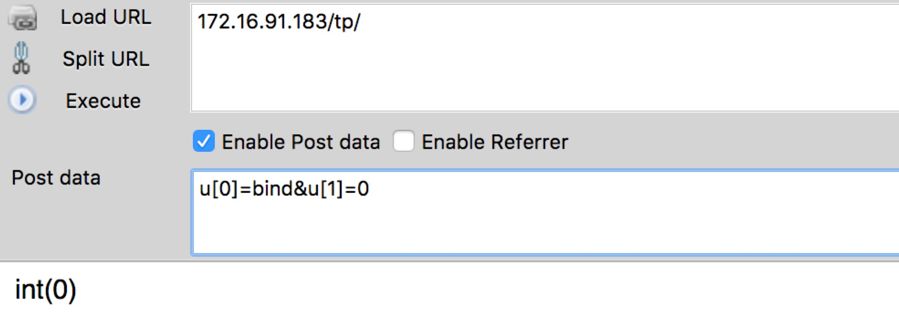 Load URL
172.16.91.183/tp/
Split URL
Execute
Enable Post data Enable Referrer
Post data
u[0]=bind&u[1]=0
int(0)